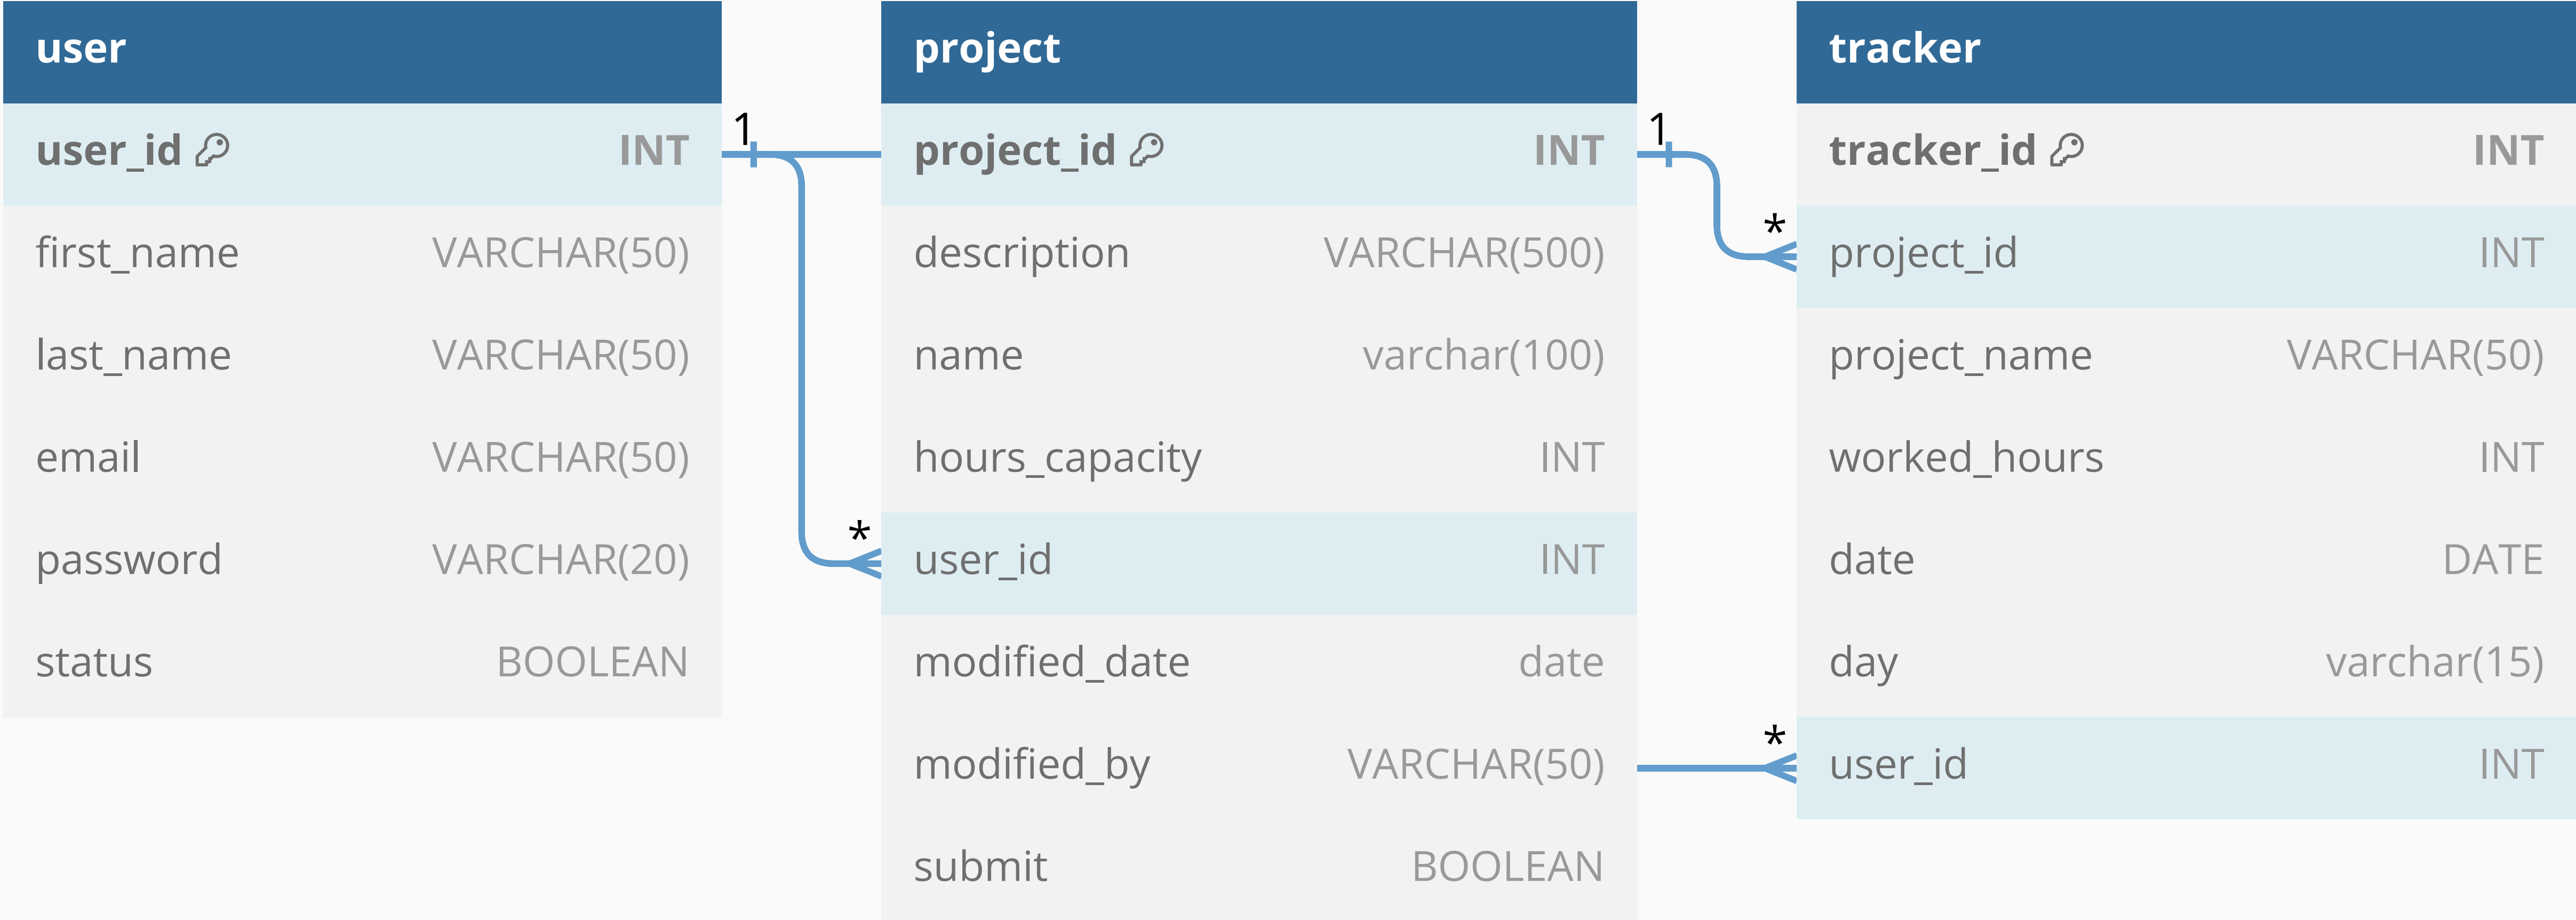 user
user_id INT
first_name VARCHAR(50)
last_name VARCHAR(50)
email VARCHAR(50)
password VARCHAR(20)
status BOOLEAN
1
*
project
project_id INT
description VARCHAR(500)
name varchar(100)
hours_capacity INT
user_id INT
modified_date date
modified_by VARCHAR(50)
submit BOOLEAN
1
*
*
tracker
tracker_id INT
project_id INT
project_name VARCHAR(50)
worked_hours INT
date DATE
day varchar(15)
user_id INT